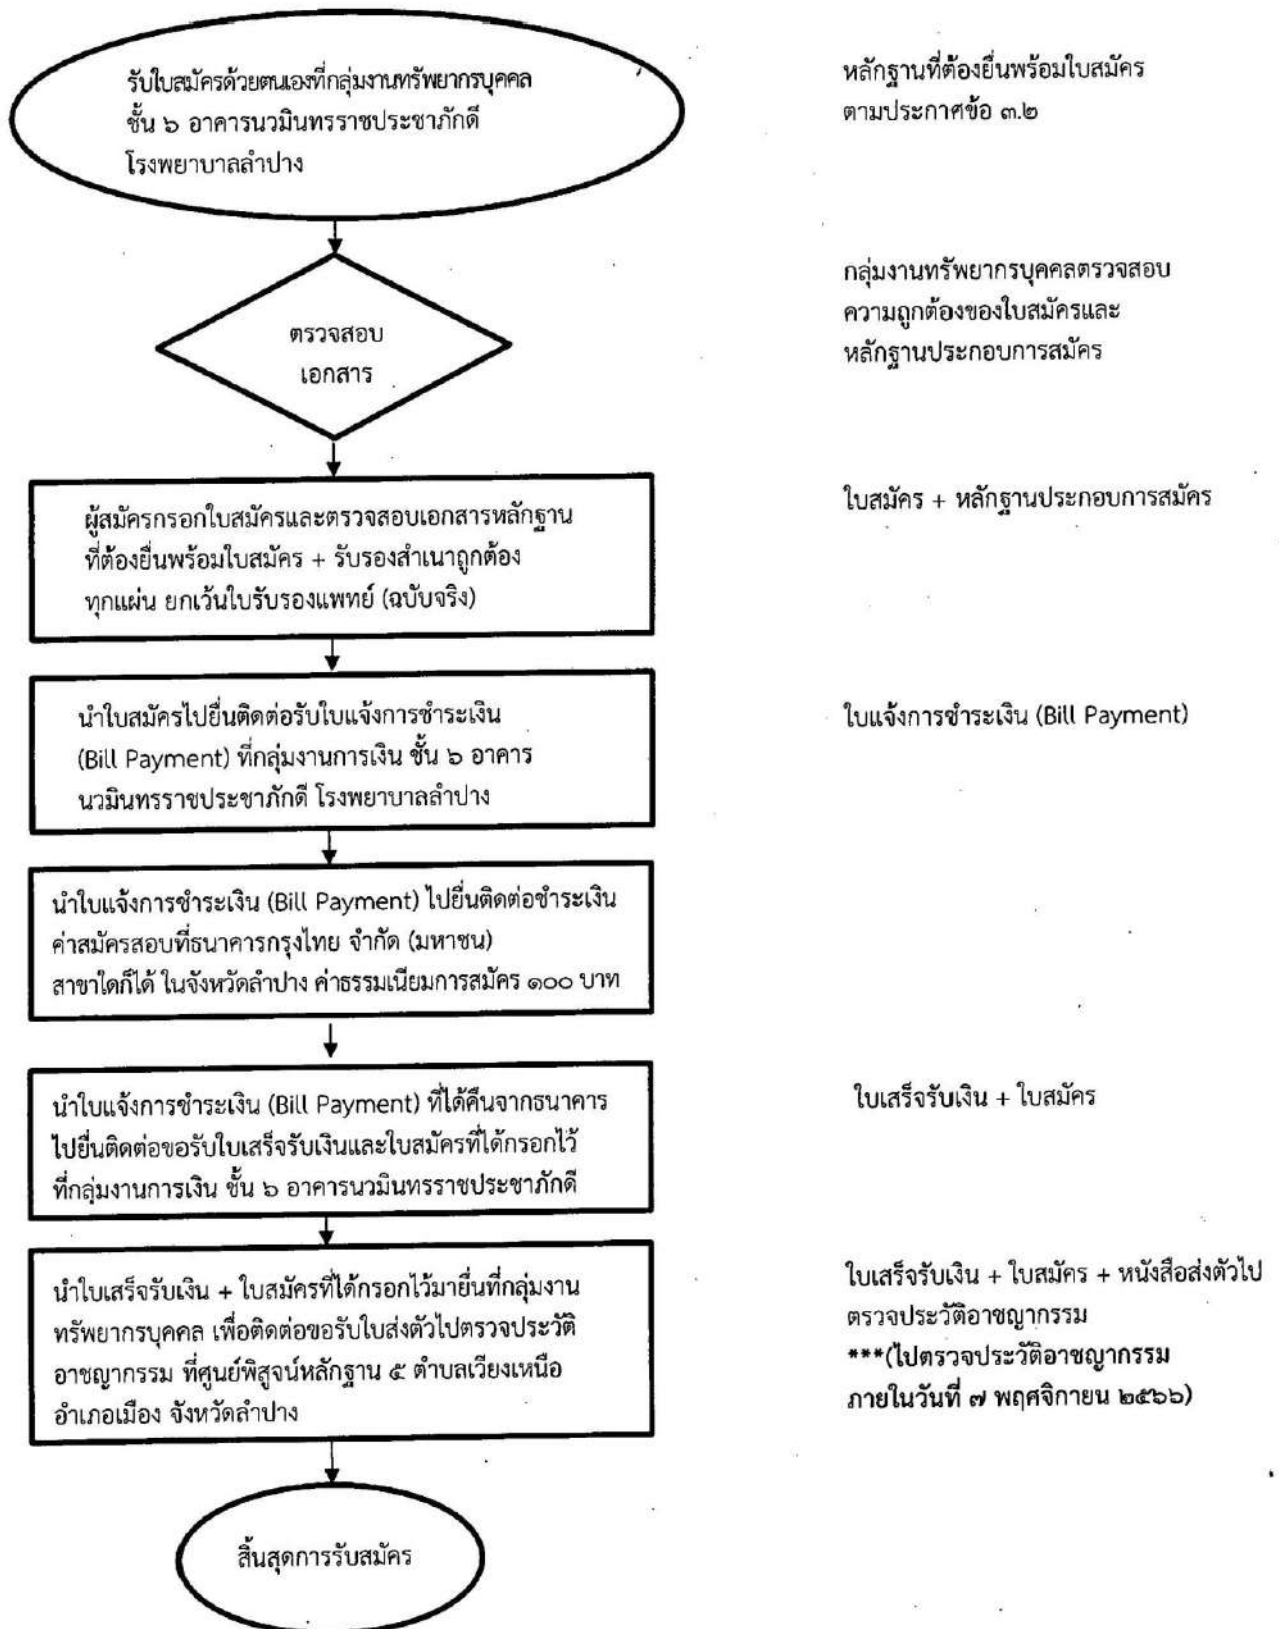 รับใบสมัครด้วยตนเองที่กลุ่มงานทรัพยากรบุคคล
ชั้น ๖ อาคารนวมินทรราชประชาภักดี
โรงพยาบาลลำปาง
หลักฐานที่ต้องยื่นพร้อมใบสมัคร
ตามประกาศข้อ ๓.๒
ตรวจสอบ
เอกสาร
กลุ่มงานทรัพยากรบุคคลตรวจสอบ
ความถูกต้องของใบสมัครและ
หลักฐานประกอบการสมัคร
ผู้สมัครกรอกใบสมัครและตรวจสอบเอกสารหลักฐาน
ที่ต้องยื่นพร้อมใบสมัคร + รับรองสำเนาถูกต้อง
ทุกแผ่น ยกเว้นใบรับรองแพทย์ (ฉบับจริง)
ใบสมัคร + หลักฐานประกอบการสมัคร
นำใบสมัครไปยื่นติดต่อรับใบแจ้งการชำระเงิน
(Bill Payment) ที่กลุ่มงานการเงิน ชั้น ๖ อาคาร
นวมินทรราชประชาภักดี โรงพยาบาลลำปาง
ใบแจ้งการชำระเงิน (Bill Payment)
นำใบแจ้งการชำระเงิน (Bill Payment) ไปยื่นติดต่อชำระเงิน
ค่าสมัครสอบที่ธนาคารกรุงไทย จำกัด (มหาชน)
สาขาใดก็ได้ ในจังหวัดลำปาง ค่าธรรมเนียมการสมัคร ๑๐๐ บาท
นำใบแจ้งการชำระเงิน (Bill Payment) ที่ได้คืนจากธนาคาร
ไปยื่นติดต่อขอรับใบเสร็จรับเงินและใบสมัครที่ได้กรอกไว้
ที่กลุ่มงานการเงิน ชั้น ๖ อาคารนวมินทรราชประชาภักดี
ใบเสร็จรับเงิน + ใบสมัคร
นำใบเสร็จรับเงิน + ใบสมัครที่ได้กรอกไว้มายื่นที่กลุ่มงาน
ทรัพยากรบุคคล เพื่อติดต่อขอรับใบส่งตัวไปตรวจประวัติ
อาชญากรรม ที่ศูนย์พิสูจน์หลักฐาน ๕ ตำบลเวียงเหนือ
อำเภอเมือง จังหวัดลำปาง
ใบเสร็จรับเงิน + ใบสมัคร + หนังสือส่งตัวไป
ตรวจประวัติอาชญากรรม
***(ไปตรวจประวัติอาชญากรรม
ภายในวันที่ ๗ พฤศจิกายน ๒๕๖๖)
สิ้นสุดการรับสมัคร